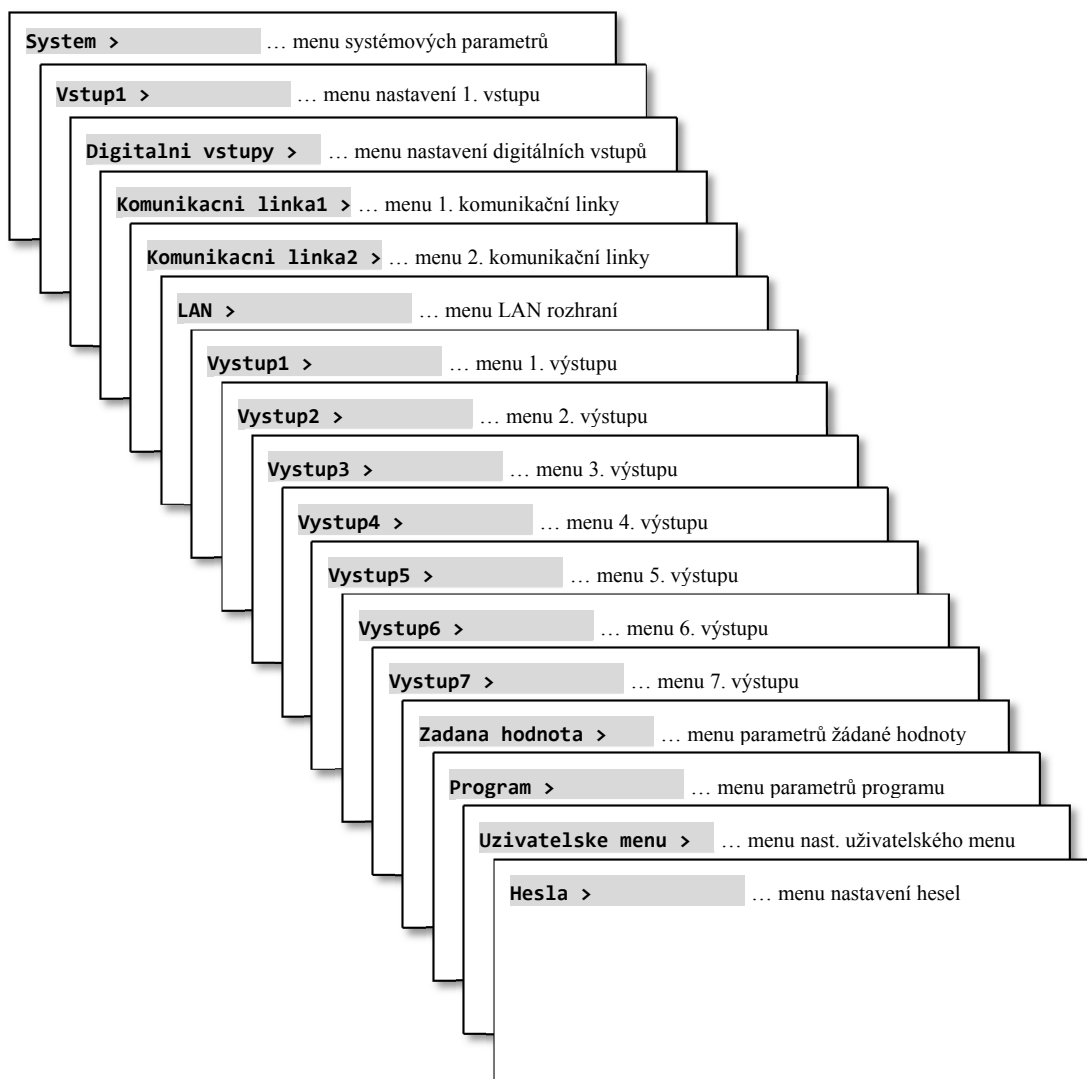 System > … menu systémových parametrů
Vstup1 > … menu nastavení 1. vstupu
Digitalni vstupy > … menu nastavení digitálních vstupů
Komunikacni linka1 > … menu 1. komunikační linky
Komunikacni linka2 > … menu 2. komunikační linky
LAN > … menu LAN rozhraní
Vystup1 > … menu 1. výstupu
Vystup2 > … menu 2. výstupu
Vystup3 > … menu 3. výstupu
Vystup4 > … menu 4. výstupu
Vystup5 > … menu 5. výstupu
Vystup6 > … menu 6. výstupu
Vystup7 > … menu 7. výstupu
Zadana hodnota > … menu parametrů žádané hodnoty
Program > … menu parametrů programu
Uzivatelske menu > … menu nast. uživatelského menu
Hesla > … menu nastavení hesel